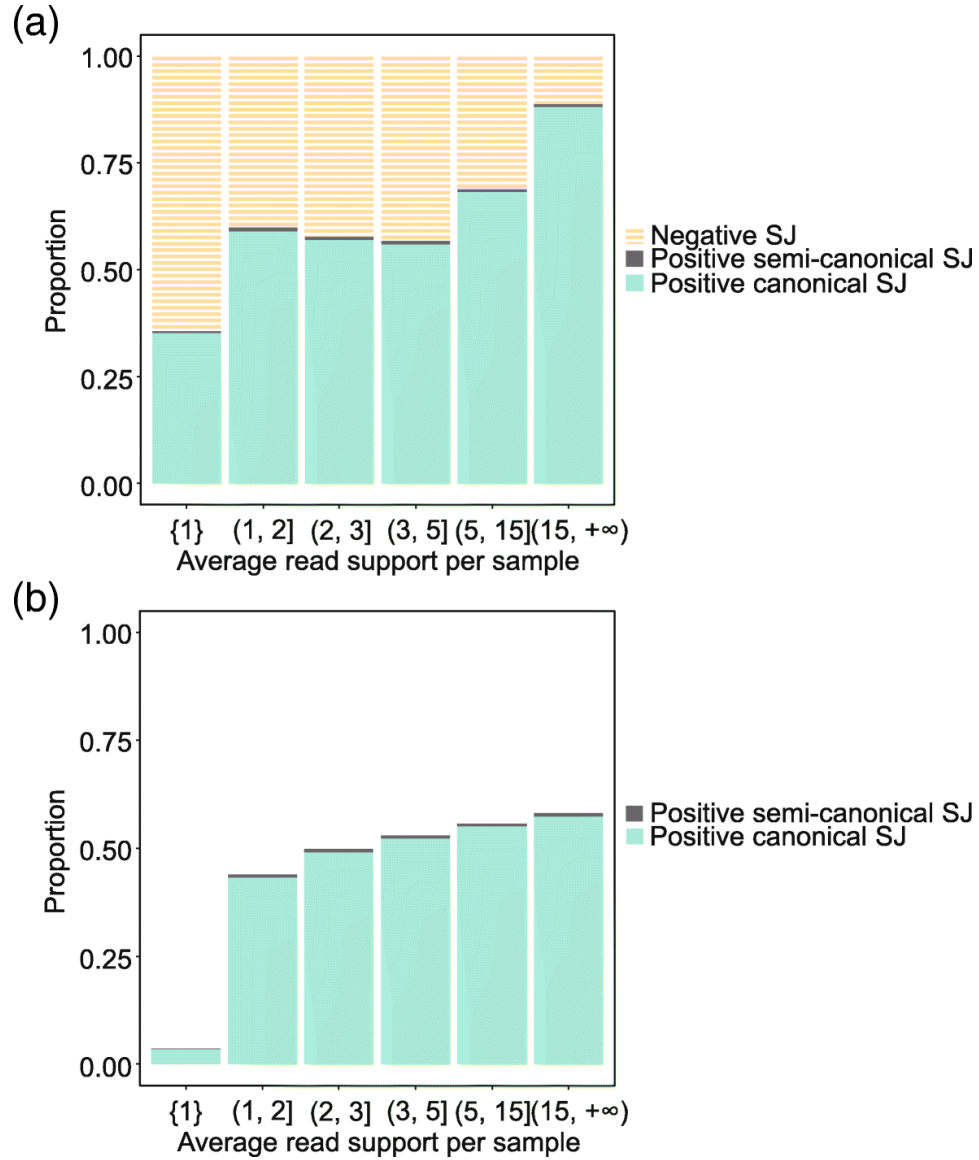 (a)
1.00
0.75
0.50
0.25
0.00
Proportion
Negative SJ
Positive semi-canonical SJ
Positive canonical SJ
{1} (1, 2] (2, 3] (3, 5] (5, 15] (15, +∞)
Average read support per sample
(b)
1.00
0.75
0.50
0.25
0.00
Proportion
Positive semi-canonical SJ
Positive canonical SJ
{1} (1, 2] (2, 3] (3, 5] (5, 15] (15, +∞)
Average read support per sample